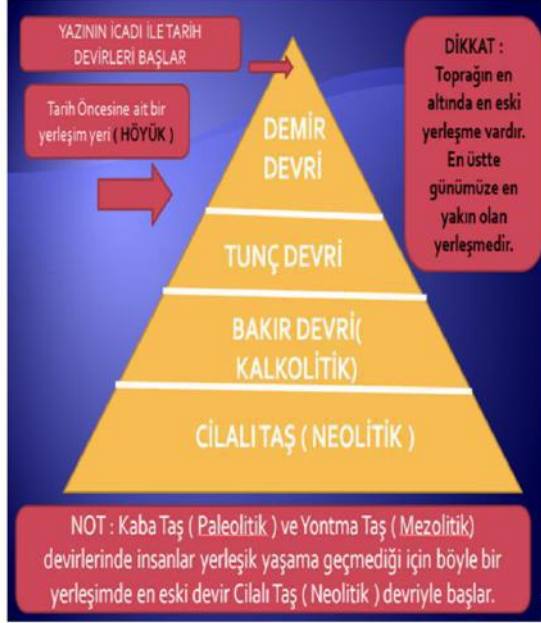 YAZININ İCADI İLE TARİH
DEVİRLERİ BAŞLAR
Tarih Öncesine ait bir
yerleşim yeri ( HÖYÜK )
DİKKAT :
Toprağın en
altında en eski
yerleşme vardır.
En üstte
günümüze en
yakın olan
yerleşmedir.
DEMİR
DEVRİ
TUNÇ DEVRİ
BAKIR DEVRİ(
KALKOLİTİK)
CİLALI TAŞ ( NEOLİTİK )
NOT : Kaba Taş ( Paleolitik ) ve Yontma Taş ( Mezolitik)
devirlerinde insanlar yerleşik yaşama geçmediği için böyle bir
yerleşimde en eski devir Cilalı Taş ( Neolitik ) devriyle başlar.